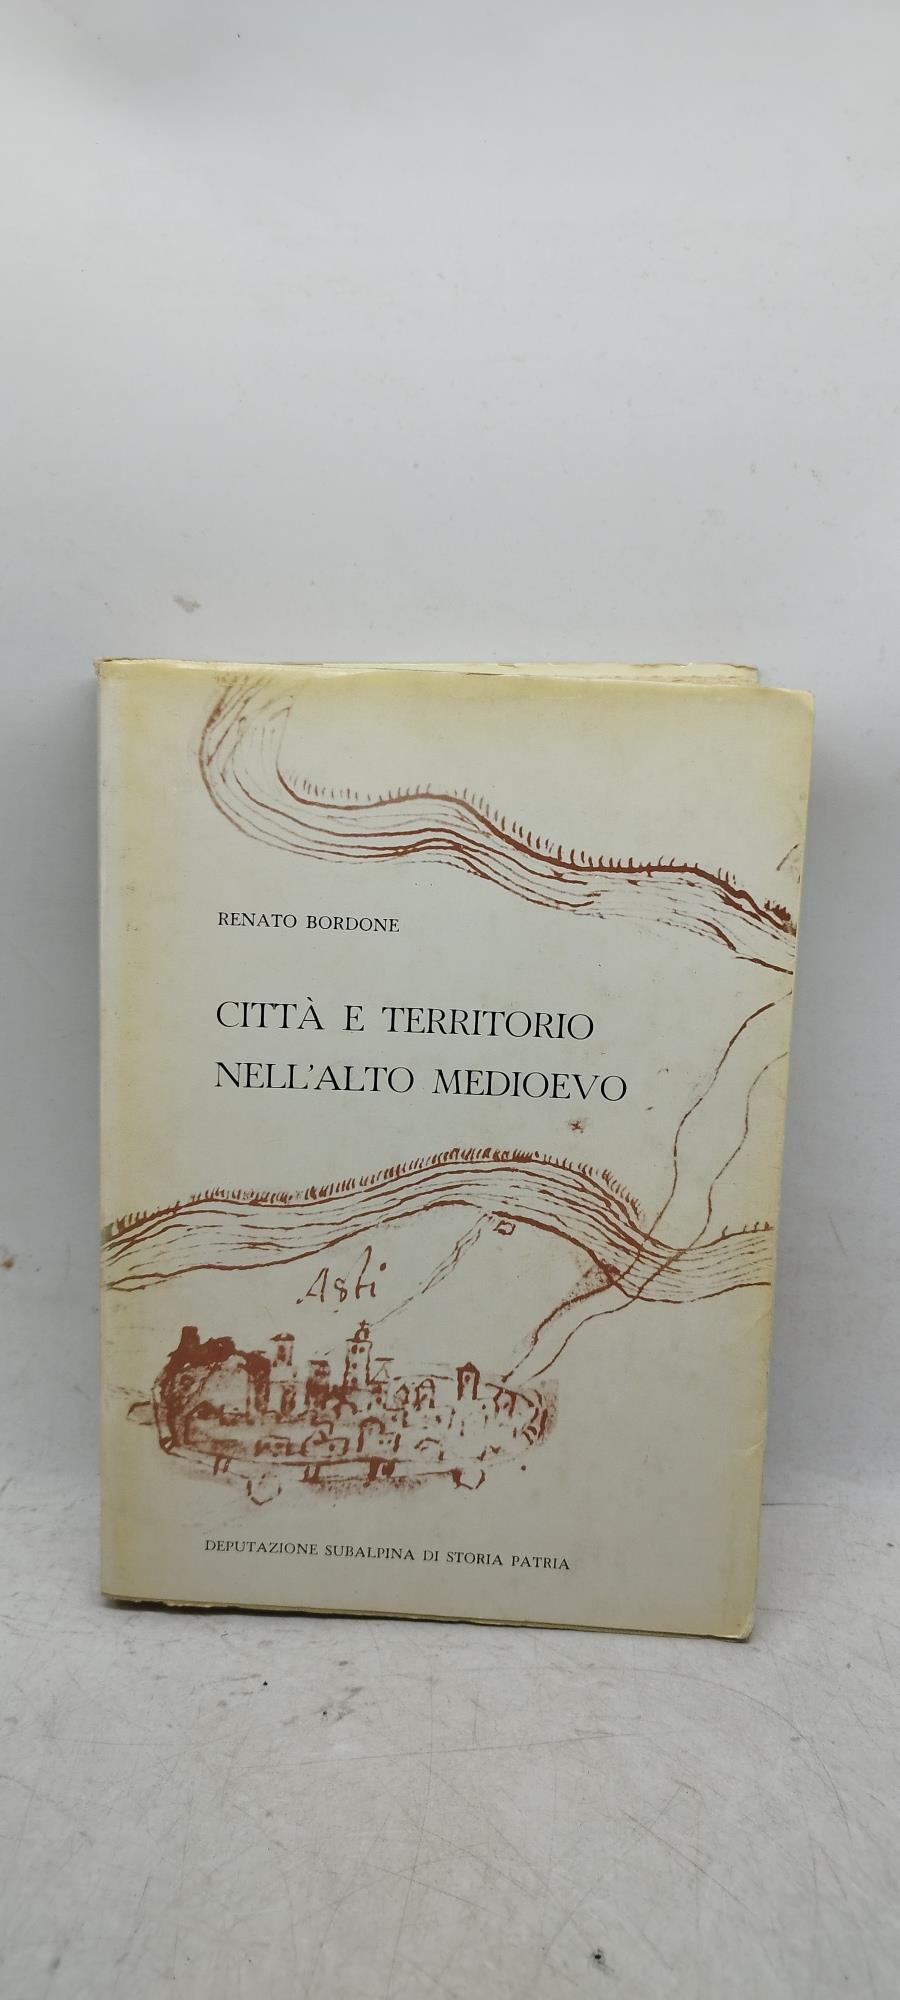 RENATO BORDONE
CITTÀ E TERRITORIO
NELL'ALTO MEDIOEVO
Asti
DEPUTAZIONE SUBALPINA DI STORIA PATRIA